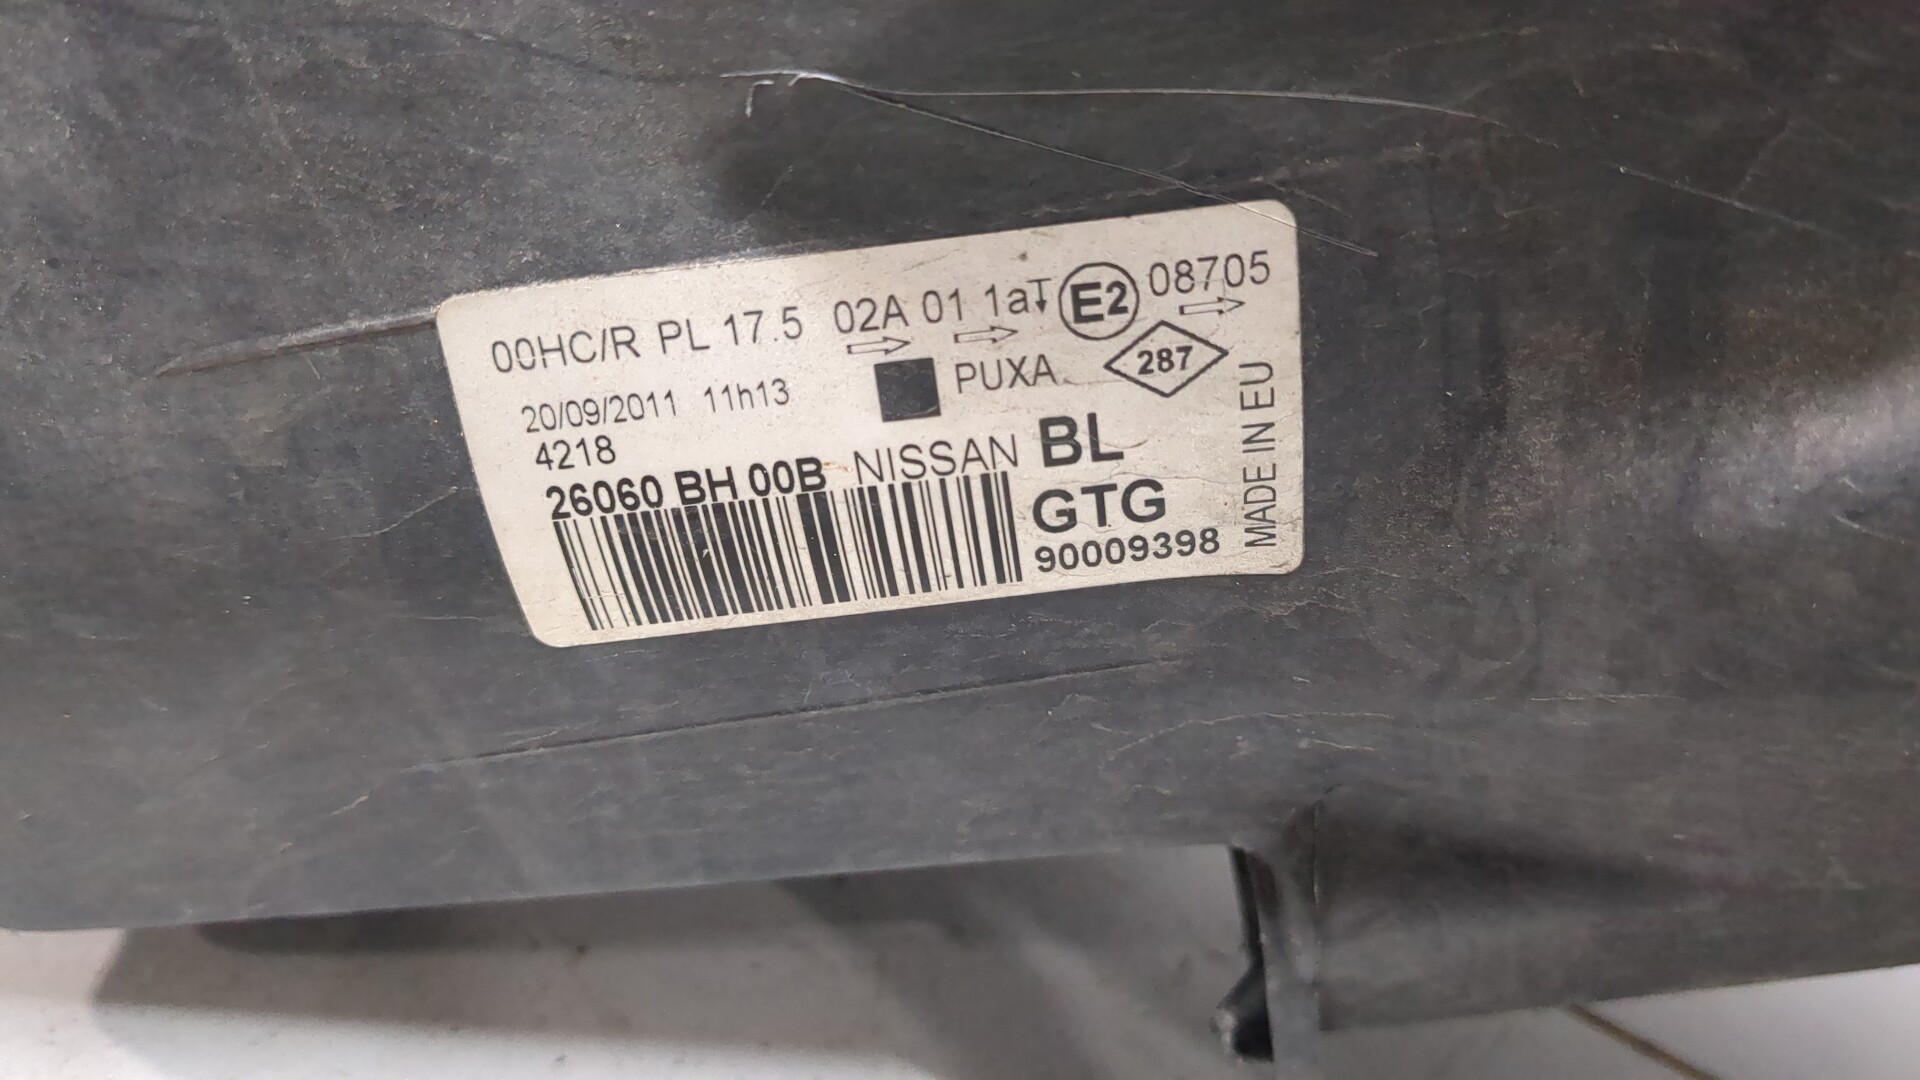 00HC/R PL 17.5 02A 01 1aT E2 08705
20/09/2011 11h13 PUXA 287
4218
26060 BH 00B NISSAN BL
GTG
90009398
MADE IN EU